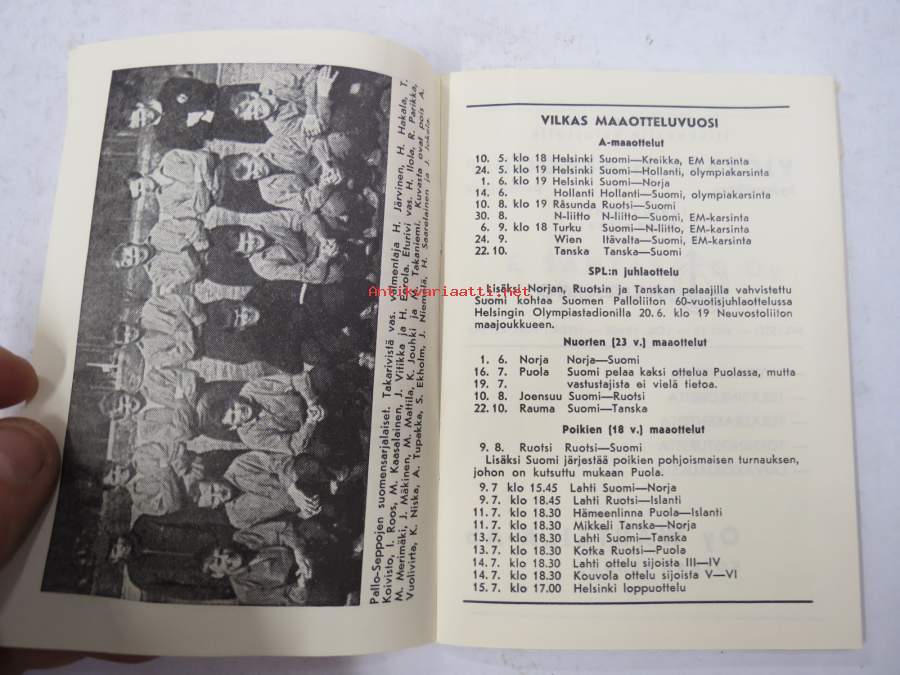 Pallo-Seppojen suomensarjalaiset. Takarivistä vas. valmentaja H. Järvinen, H. Hakala, T.
Koivisto, I. Roos, M. Kaasalainen, J. Vitikka ja H. Eerola. Eturivi vas. H. Ilola, R. Parikka,
M. Merimäki, J. Mäkinen, M. Mattila, K. Jouhki ja M. Takaniemi. Kuvasta ovat pois A.
Vuolivirta, K. Niska, A. Tupakka, S. Ekholm, J. Niemelä, H. Saarelainen ja J. Jokela.
Antikvariaatti.net
VILKAS MAAOTTELUVUOSI
A-maaottelut
10. 5. klo 18 Helsinki Suomi—Kreikka, EM karsinta
24. 5. klo 19 Helsinki Suomi—Hollanti, olympiakarsinta
1. 6. klo 19 Helsinki Suomi—Norja
14. 6. Hollanti Hollanti—Suomi, olympiakarsinta
10. 8. klo 19 Råsunda Ruotsi—Suomi
30. 8. N-liitto N-liitto—Suomi, EM-karsinta
6. 9. klo 18 Turku Suomi—N-liitto, EM-karsinta
24. 9. Wien Itävalta—Suomi, EM-karsinta
22. 10. Tanska Tanska—Suomi
SPL:n juhlaottelu
Lisäksi Norjan, Ruotsin ja Tanskan pelaajilla vahvistettu
Suomi kohtaa Suomen Palloliiton 60-vuotisjuhlaottelussa
Helsingin Olympiastadionilla 20. 6. klo 19 Neuvostoliiton
maajoukkueen.
Nuorten (23 v.) maaottelut
1. 6. Norja Norja—Suomi
16. 7. Puola Suomi pelaa kaksi ottelua Puolassa, mutta
19. 7. vastustajista ei vielä tietoa.
10. 8. Joensuu Suomi—Ruotsi
22. 10. Rauma Suomi—Tanska
Poikien (18 v.) maaottelut
9. 8. Ruotsi Ruotsi—Suomi
Lisäksi Suomi järjestää poikien pohjoismaisen turnauksen,
johon on kutsuttu mukaan Puola.
9.7 klo 15.45 Lahti Suomi—Norja
9.7. klo 18.45 Lahti Ruotsi—Islanti
11.7. klo 18.30 Hämeenlinna Puola—Islanti
11.7. klo 18.30 Mikkeli Tanska—Norja
13.7. klo 18.30 Lahti Suomi—Tanska
13.7. klo 18.30 Kotka Ruotsi—Puola
14.7. klo 18.30 Lahti ottelu sijoista III—IV
14.7. klo 18.30 Kouvola ottelu sijoista V—VI
15.7. klo 17.00 Helsinki loppuottelu